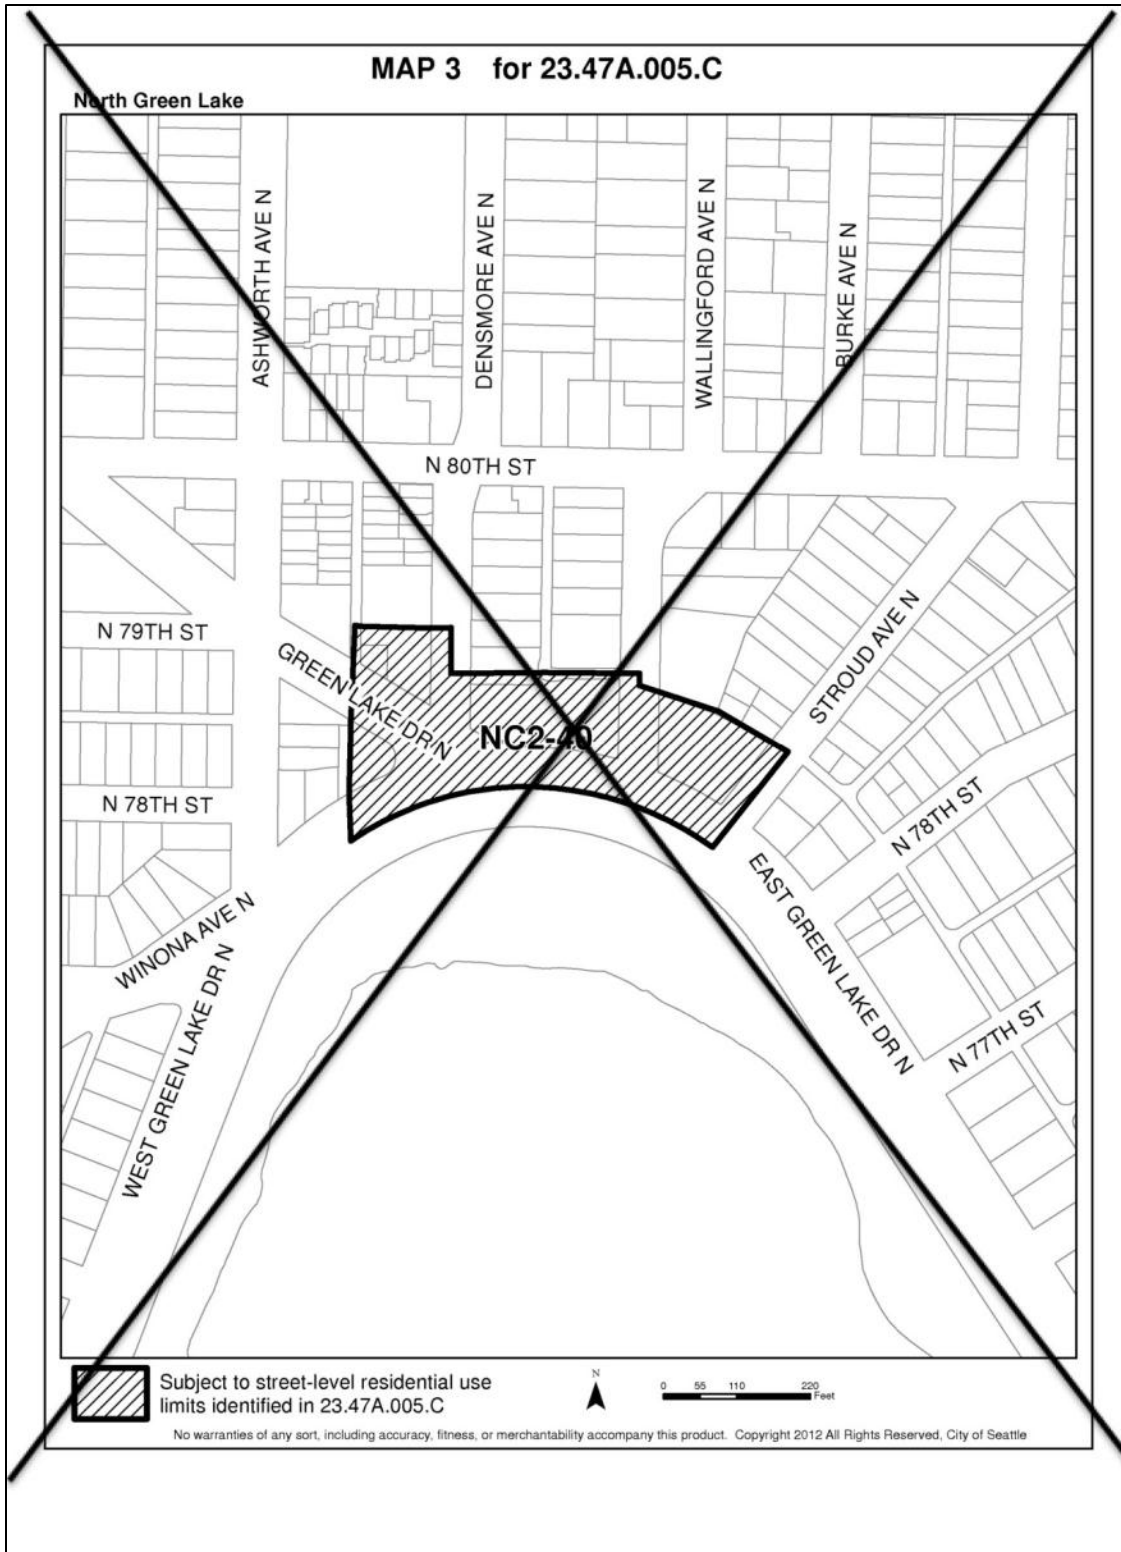 MAP 3 for 23.47A.005.C
North Green Lake
ASHWORTH AVE N
DENSMORE AVE N
WALLINGFORD AVE N
BURKE AVE N
N 80TH ST
N 79TH ST
GREEN LAKE DR N
STROUD AVE N
NC2-40
N 78TH ST
N 78TH ST
WINONA AVE N
WEST GREEN LAKE DR N
EAST GREEN LAKE DR N
N 77TH ST
Subject to street-level residential use
limits identified in 23.47A.005.C
N
0 55 110 220
Feet
No warranties of any sort, including accuracy, fitness, or merchantability accompany this product. Copyright 2012 All Rights Reserved, City of Seattle